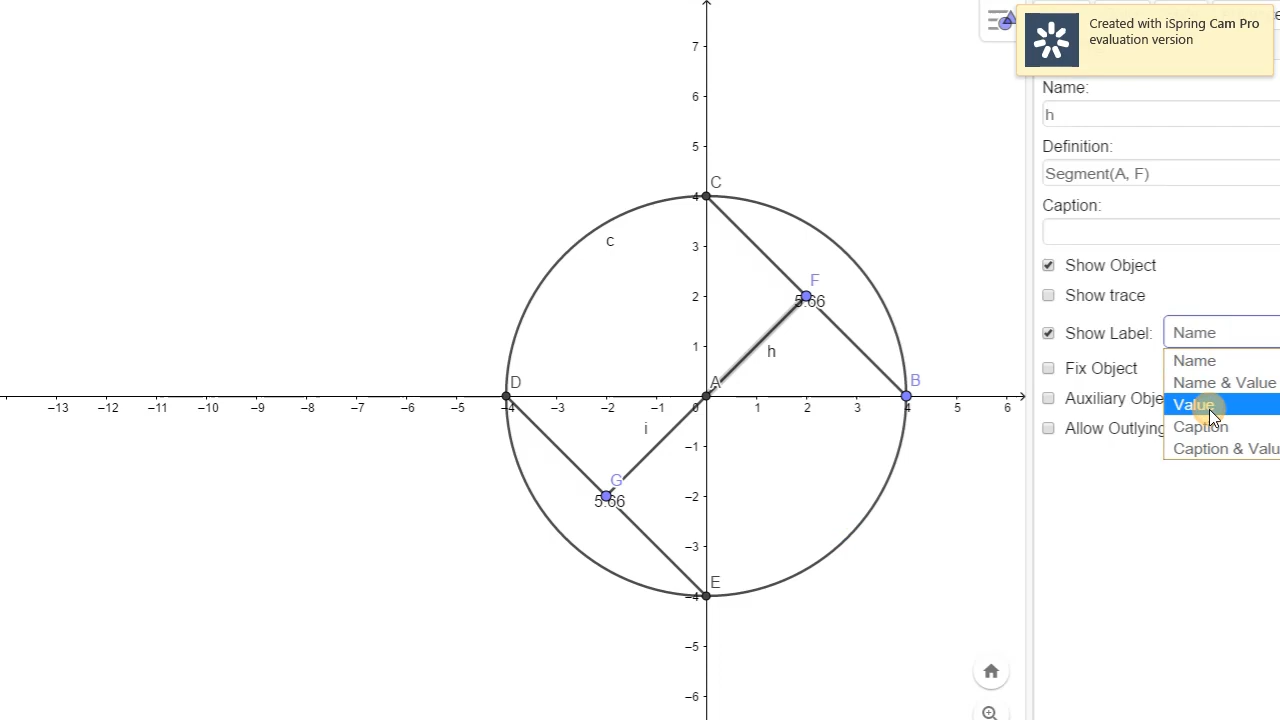 Created with iSpring Cam Pro
evaluation version
Name:
h
Definition:
Segment(A, F)
Caption:
Show Object
Show trace
Show Label: Name
Name
Name & Value
Value
Caption
Caption & Valu
Fix Object
Auxiliary Obje
Allow Outlying
7
6
5
C
4
c
3
F
2
5.66
1
h
D
A
B
−13 −12 −11 −10 −9 −8 −7 −6 −5 −4 −3 −2 −1 0 1 2 3 4 5 6
i
−1
G
−2
5.66
−3
E
−4
−5
−6